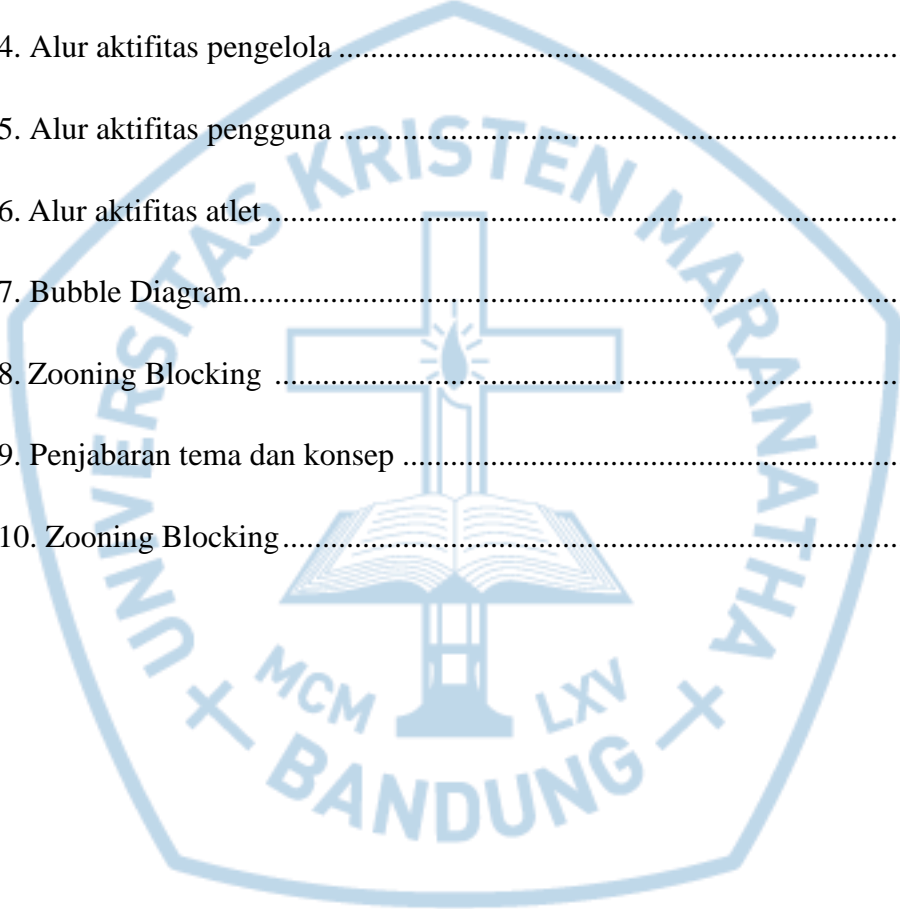 4. Alur aktifitas pengelola ........................................................................
5. Alur aktifitas pengguna ........................................................................
6. Alur aktifitas atlet ...................................................................................
7. Bubble Diagram......................................................................................
8. Zooning Blocking ..................................................................................
9. Penjabaran tema dan konsep ................................................................
10. Zooning Blocking..................................................................................
UNIVERSITAS KRISTEN MARANATHA
MCM LXV
BANDUNG